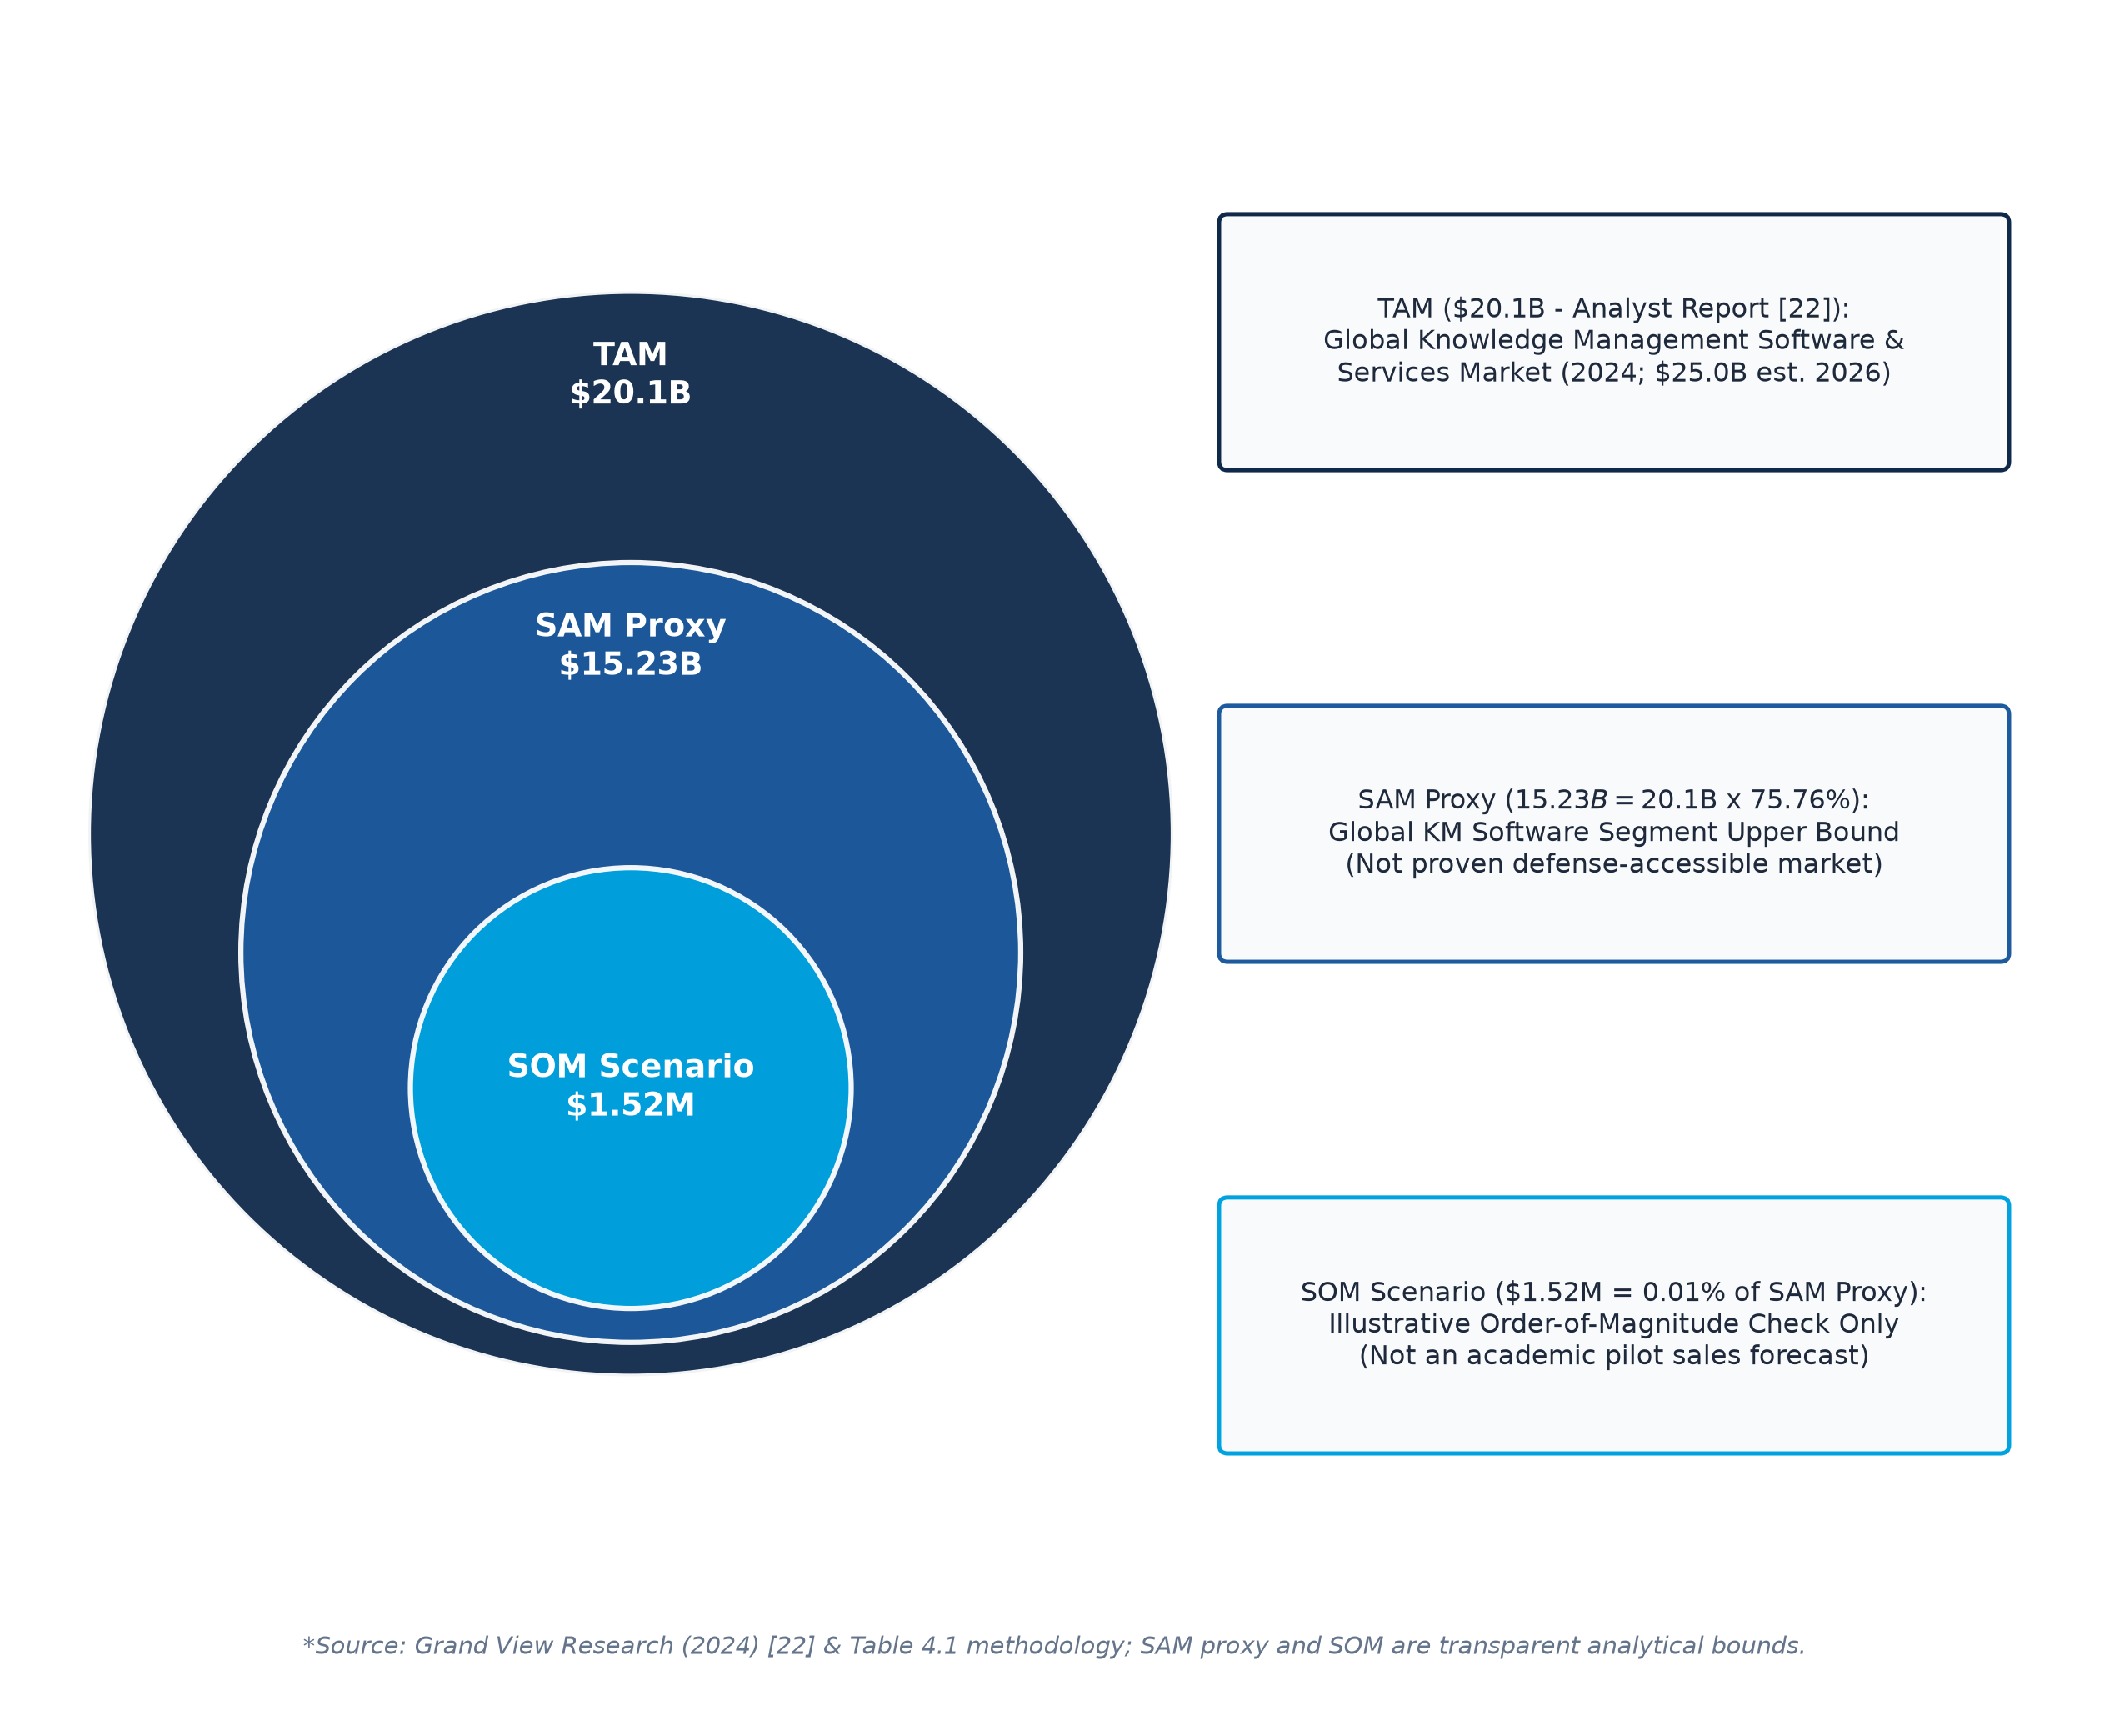 TAM
$20.1B
SAM Proxy
$15.23B
SOM Scenario
$1.52M
TAM ($20.1B - Analyst Report [22]):
Global Knowledge Management Software &
Services Market (2024; $25.0B est. 2026)
SAM Proxy (15.23B = 20.1B x 75.76%):
Global KM Software Segment Upper Bound
(Not proven defense-accessible market)
SOM Scenario ($1.52M = 0.01% of SAM Proxy):
Illustrative Order-of-Magnitude Check Only
(Not an academic pilot sales forecast)
*Source: Grand View Research (2024) [22] & Table 4.1 methodology; SAM proxy and SOM are transparent analytical bounds.